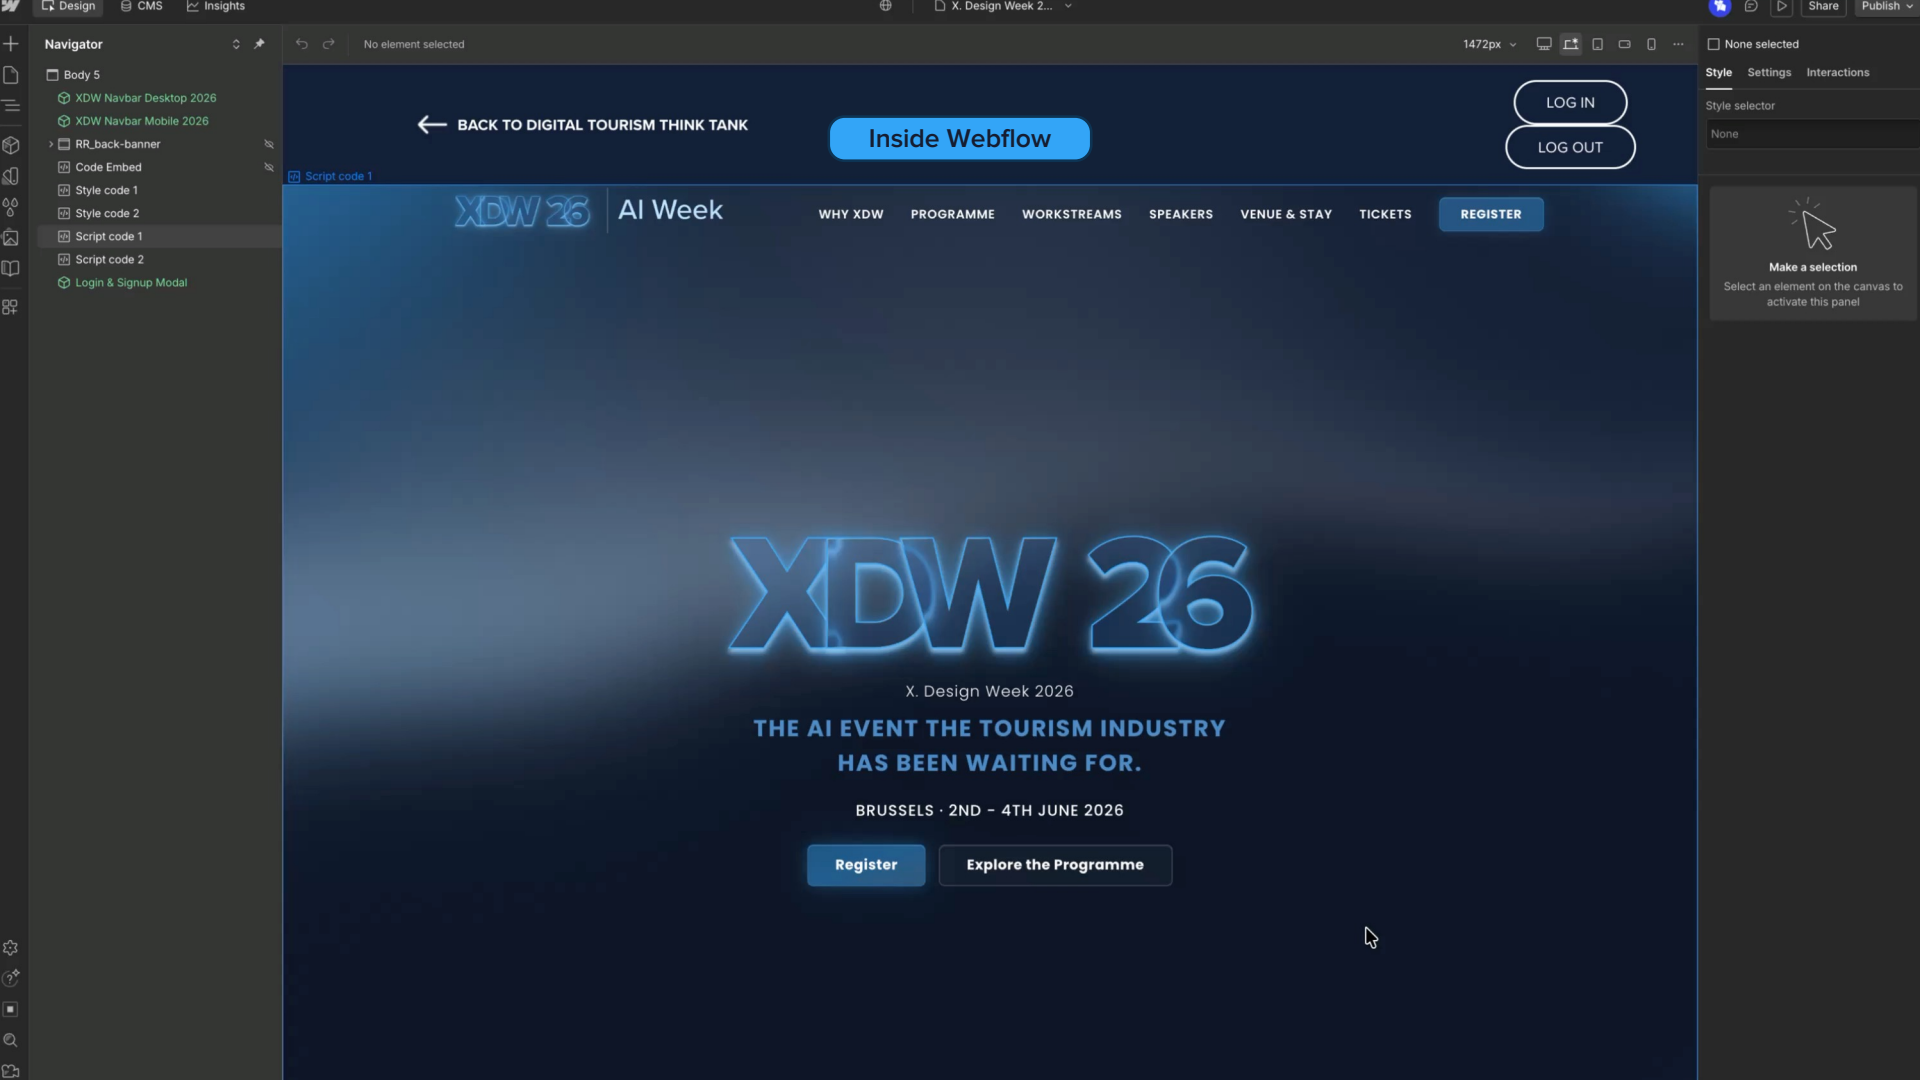 Design
CMS
Insights
X. Design Week 2...
Share
Publish
Navigator
No element selected
1472px
None selected
Body 5
XDW Navbar Desktop 2026
XDW Navbar Mobile 2026
RR_back-banner
Code Embed
Style code 1
Style code 2
Script code 1
Script code 2
Login & Signup Modal
Style
Settings
Interactions
Style selector
None
Make a selection
Select an element on the canvas to
activate this panel
BACK TO DIGITAL TOURISM THINK TANK
Inside Webflow
LOG IN
LOG OUT
Script code 1
XDW 26
AI Week
WHY XDW
PROGRAMME
WORKSTREAMS
SPEAKERS
VENUE & STAY
TICKETS
REGISTER
XDW 26
X. Design Week 2026
THE AI EVENT THE TOURISM INDUSTRY
HAS BEEN WAITING FOR.
BRUSSELS · 2ND – 4TH JUNE 2026
Register
Explore the Programme